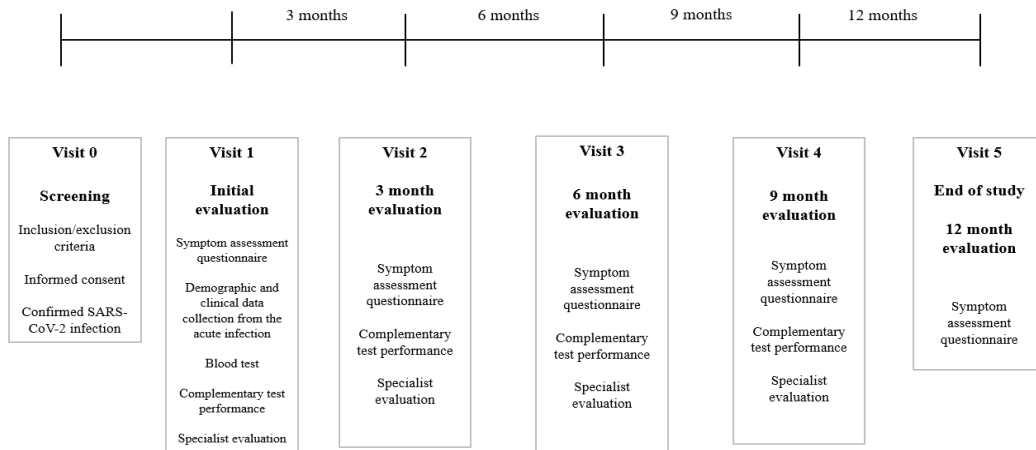 3 months
6 months
9 months
12 months
Visit 0
Screening
Inclusion/exclusion
criteria
Informed consent
Confirmed SARS-
CoV-2 infection
Visit 1
Initial
evaluation
Symptom assessment
questionnaire
Demographic and
clinical data
collection from the
acute infection
Blood test
Complementary test
performance
Specialist evaluation
Visit 2
3 month
evaluation
Symptom
assessment
questionnaire
Complementary
test performance
Specialist
evaluation
Visit 3
6 month
evaluation
Symptom
assessment
questionnaire
Complementary
test performance
Specialist
evaluation
Visit 4
9 month
evaluation
Symptom
assessment
questionnaire
Complementary
test performance
Specialist
evaluation
Visit 5
End of study
12 month
evaluation
Symptom
assessment
questionnaire